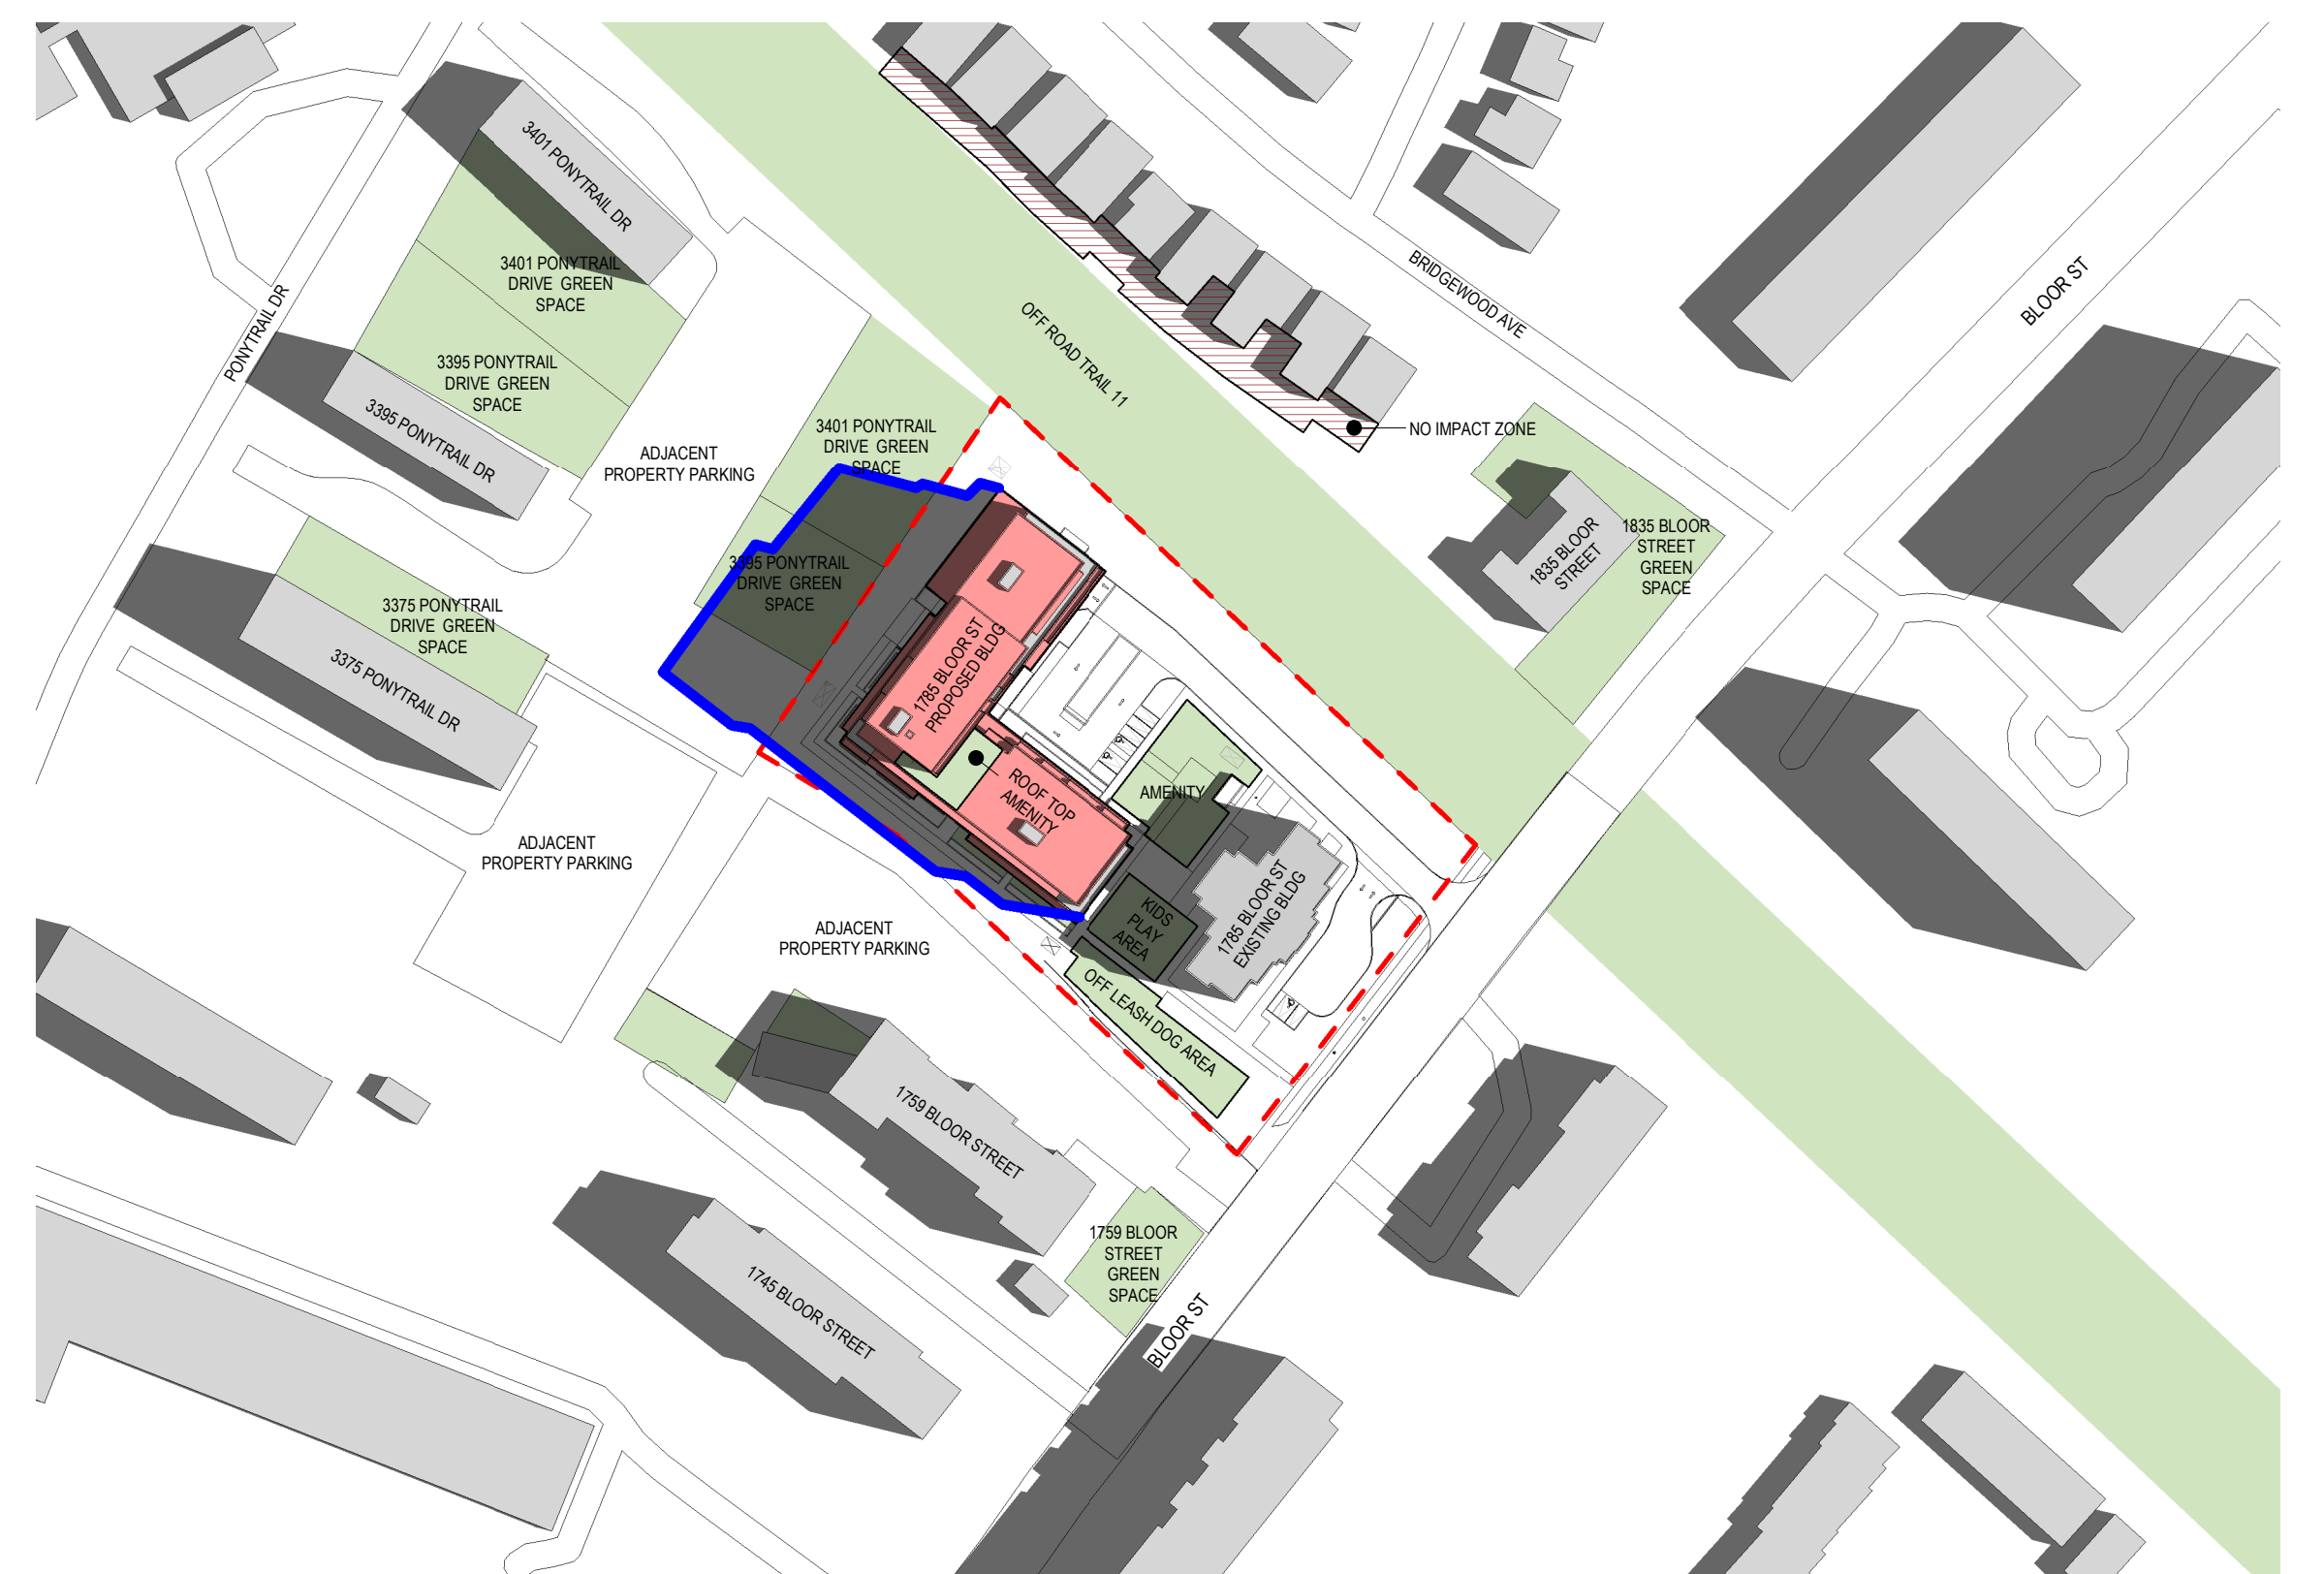 3401 PONYTRAIL DR
3401 PONYTRAIL
DRIVE GREEN
SPACE
PONYTRAIL DR
3395 PONYTRAIL
DRIVE GREEN
SPACE
3395 PONYTRAIL DR
ADJACENT
PROPERTY PARKING
3401 PONYTRAIL
DRIVE GREEN
SPACE
OFF ROAD TRAIL 11
BRIDGEWOOD AVE
BLOOR ST
NO IMPACT ZONE
1835 BLOOR
STREET
1835 BLOOR
STREET
GREEN
SPACE
3395 PONYTRAIL
DRIVE GREEN
SPACE
3375 PONYTRAIL
DRIVE GREEN
SPACE
3375 PONYTRAIL DR
1785 BLOOR ST
PROPOSED BLDG
ROOF TOP
AMENITY
AMENITY
ADJACENT
PROPERTY PARKING
KIDS
PLAY
AREA
1785 BLOOR ST
EXISTING BLDG
ADJACENT
PROPERTY PARKING
OFF LEASH DOG AREA
1759 BLOOR STREET
1759 BLOOR
STREET
GREEN
SPACE
1745 BLOOR STREET
BLOOR ST